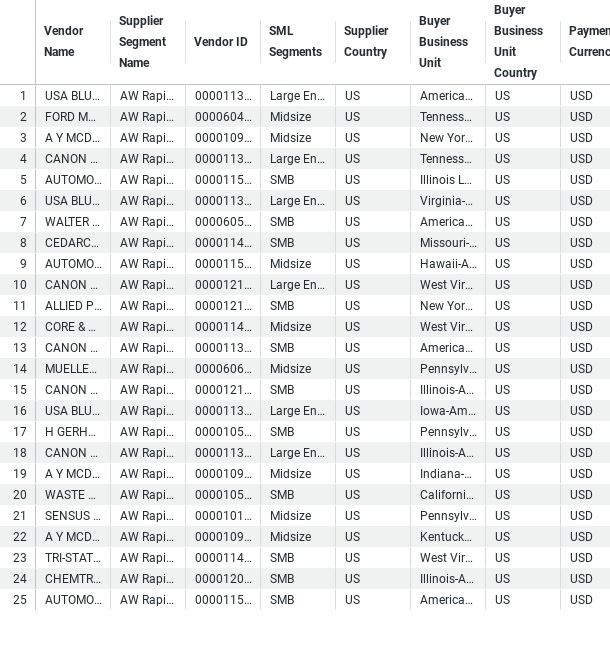 Vendor Name | Supplier Segment Name | Vendor ID | SML Segments | Supplier Country | Buyer Business Unit | Buyer Business Unit Country | Paymen Currenc
1 USA BLU... AW Rapi... 0000113... Large En... US America... US USD
2 FORD M... AW Rapi... 0000604... Midsize US Tenness... US USD
3 A Y MCD... AW Rapi... 0000109... Midsize US New Yor... US USD
4 CANON ... AW Rapi... 0000113... Large En... US Tenness... US USD
5 AUTOMO... AW Rapi... 0000115... SMB US Illinois L... US USD
6 USA BLU... AW Rapi... 0000113... Large En... US Virginia-... US USD
7 WALTER ... AW Rapi... 0000605... SMB US America... US USD
8 CEDARC... AW Rapi... 0000114... SMB US Missouri-... US USD
9 AUTOMO... AW Rapi... 0000115... Midsize US Hawaii-A... US USD
10 CANON ... AW Rapi... 0000121... Large En... US West Vir... US USD
11 ALLIED P... AW Rapi... 0000121... SMB US New Yor... US USD
12 CORE & ... AW Rapi... 0000114... Midsize US West Vir... US USD
13 CANON ... AW Rapi... 0000113... SMB US America... US USD
14 MUELLE... AW Rapi... 0000606... Midsize US Pennsylv... US USD
15 CANON ... AW Rapi... 0000121... SMB US Illinois-A... US USD
16 USA BLU... AW Rapi... 0000113... Large En... US Iowa-Am... US USD
17 H GERH... AW Rapi... 0000105... SMB US Pennsylv... US USD
18 CANON ... AW Rapi... 0000113... Large En... US Illinois-A... US USD
19 A Y MCD... AW Rapi... 0000109... Midsize US Indiana-... US USD
20 WASTE ... AW Rapi... 0000105... SMB US Californi... US USD
21 SENSUS ... AW Rapi... 0000101... Midsize US Pennsylv... US USD
22 A Y MCD... AW Rapi... 0000109... Midsize US Kentuck... US USD
23 TRI-STAT... AW Rapi... 0000114... SMB US West Vir... US USD
24 CHEMTR... AW Rapi... 0000120... SMB US Illinois-A... US USD
25 AUTOMO... AW Rapi... 0000115... SMB US America... US USD